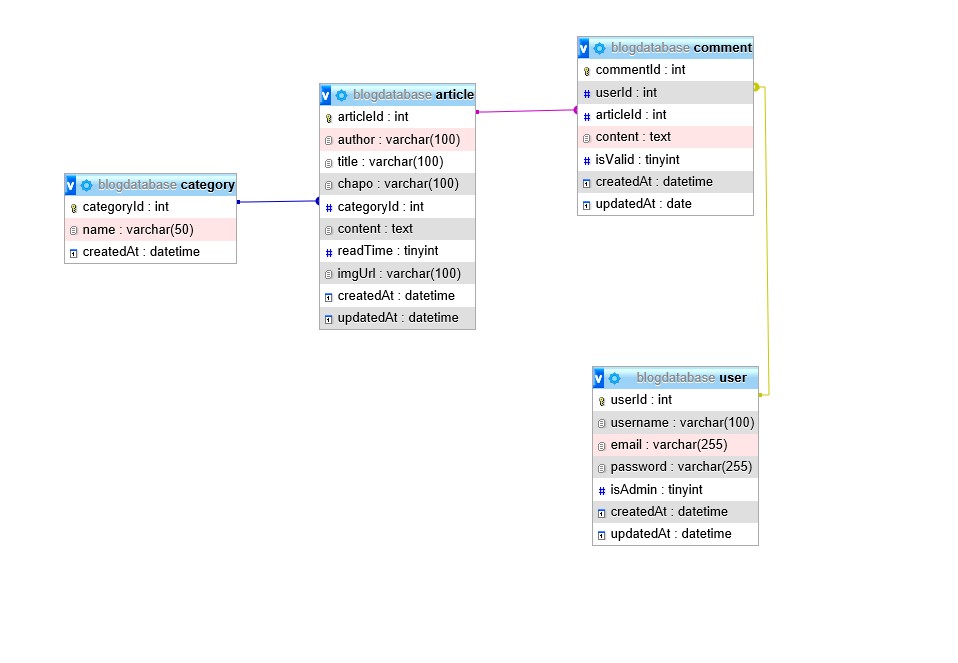 v blogdatabase category
categoryId : int
name : varchar(50)
createdAt : datetime
v blogdatabase article
articleId : int
author : varchar(100)
title : varchar(100)
chapo : varchar(100)
# categoryId : int
content : text
# readTime : tinyint
imgUrl : varchar(100)
createdAt : datetime
updatedAt : datetime
v blogdatabase comment
commentId : int
# userId : int
# articleId : int
content : text
# isValid : tinyint
createdAt : datetime
updatedAt : date
v blogdatabase user
userId : int
username : varchar(100)
email : varchar(255)
password : varchar(255)
# isAdmin : tinyint
createdAt : datetime
updatedAt : datetime